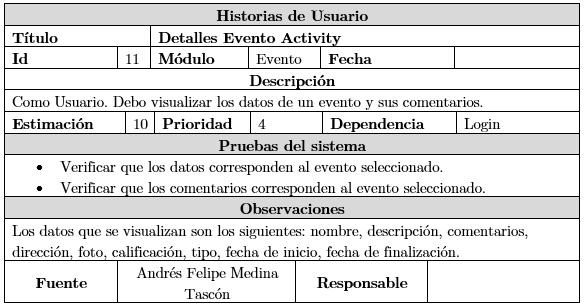 Historias de Usuario
Título Detalles Evento Activity
Id 11 Módulo Evento Fecha
Descripción
Como Usuario. Debo visualizar los datos de un evento y sus comentarios.
Estimación 10 Prioridad 4 Dependencia Login
Pruebas del sistema
• Verificar que los datos corresponden al evento seleccionado.
• Verificar que los comentarios corresponden al evento seleccionado.
Observaciones
Los datos que se visualizan son los siguientes: nombre, descripción, comentarios,
dirección, foto, calificación, tipo, fecha de inicio, fecha de finalización.
Fuente Andrés Felipe Medina Responsable
Tascón